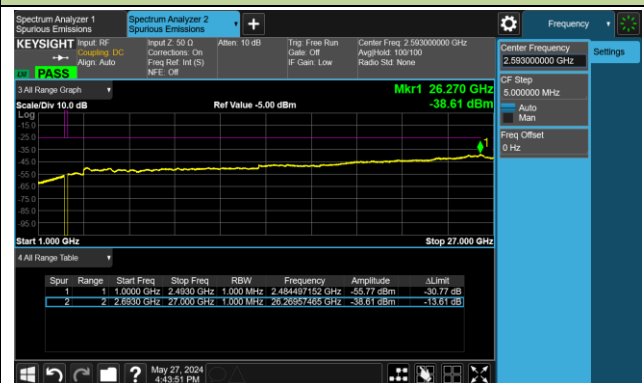 Spectrum Analyzer 1
Spurious Emissions
Spectrum Analyzer 2
Spurious Emissions
+
Frequency
KEYSIGHT
Input: RF
Coupling: DC
Align: Auto
Input Z: 50 Ω
Corrections: On
Freq Ref: Int (S)
NFE: Off
Atten: 10 dB
Trig: Free Run
Gate: Off
IF Gain: Low
Center Freq: 2.593000000 GHz
Avg|Hold: 100/100
Radio Std: None
PASS
Center Frequency
2.593000000 GHz
Settings
CF Step
5.000000 MHz
Auto
Man
Freq Offset
0 Hz
3 All Range Graph
Mkr1 26.270 GHz
Scale/Div 10.0 dB
Ref Value -5.00 dBm
-38.61 dBm
Log
-15.0
-25.0
-35.0
-45.0
-55.0
-65.0
-75.0
-85.0
-95.0
1
Start 1.000 GHz
Stop 27.000 GHz
4 All Range Table
Spur Range Start Freq Stop Freq RBW Frequency Amplitude ΔLimit
1 1 1.0000 GHz 2.4930 GHz 1.000 MHz 2.484497152 GHz -55.77 dBm -30.77 dB
2 2 2.6930 GHz 27.000 GHz 1.000 MHz 26.26957465 GHz -38.61 dBm -13.61 dB
?
May 27, 2024
4:43:51 PM